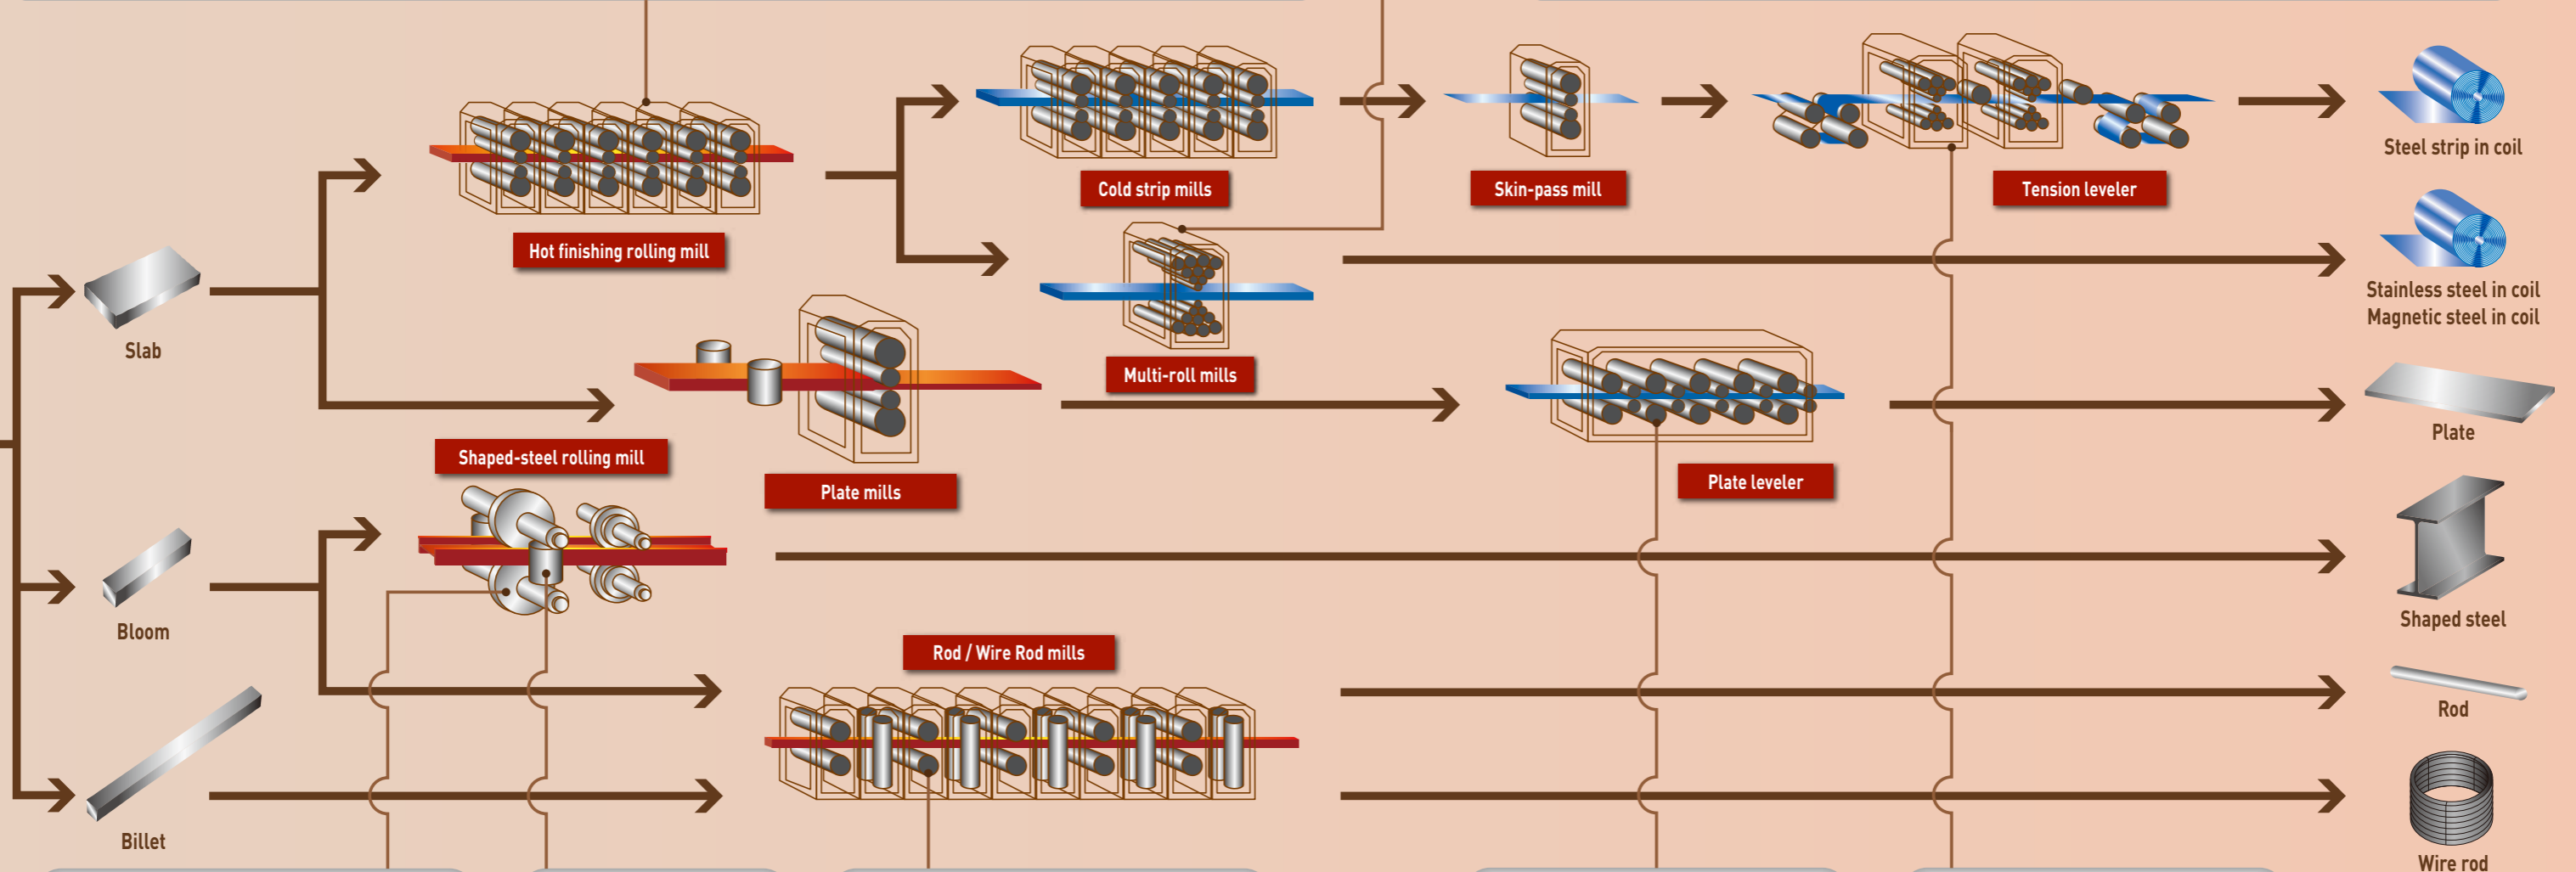 Steel strip in coil
Cold strip mills
Skin-pass mill
Tension leveler
Hot finishing rolling mill
Stainless steel in coil
Magnetic steel in coil
Slab
Multi-roll mills
Plate
Shaped-steel rolling mill
Plate mills
Plate leveler
Bloom
Shaped steel
Rod / Wire Rod mills
Rod
Billet
Wire rod